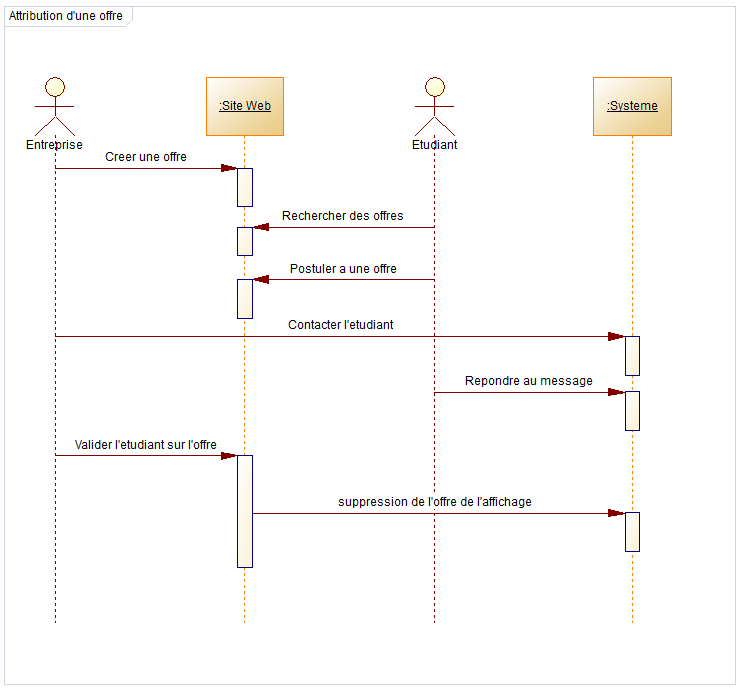 Attribution d'une offre
:Site Web
:Systeme
Entreprise
Etudiant
Creer une offre
Rechercher des offres
Postuler a une offre
Contacter l'etudiant
Repondre au message
Valider l'etudiant sur l'offre
suppression de l'offre de l'affichage